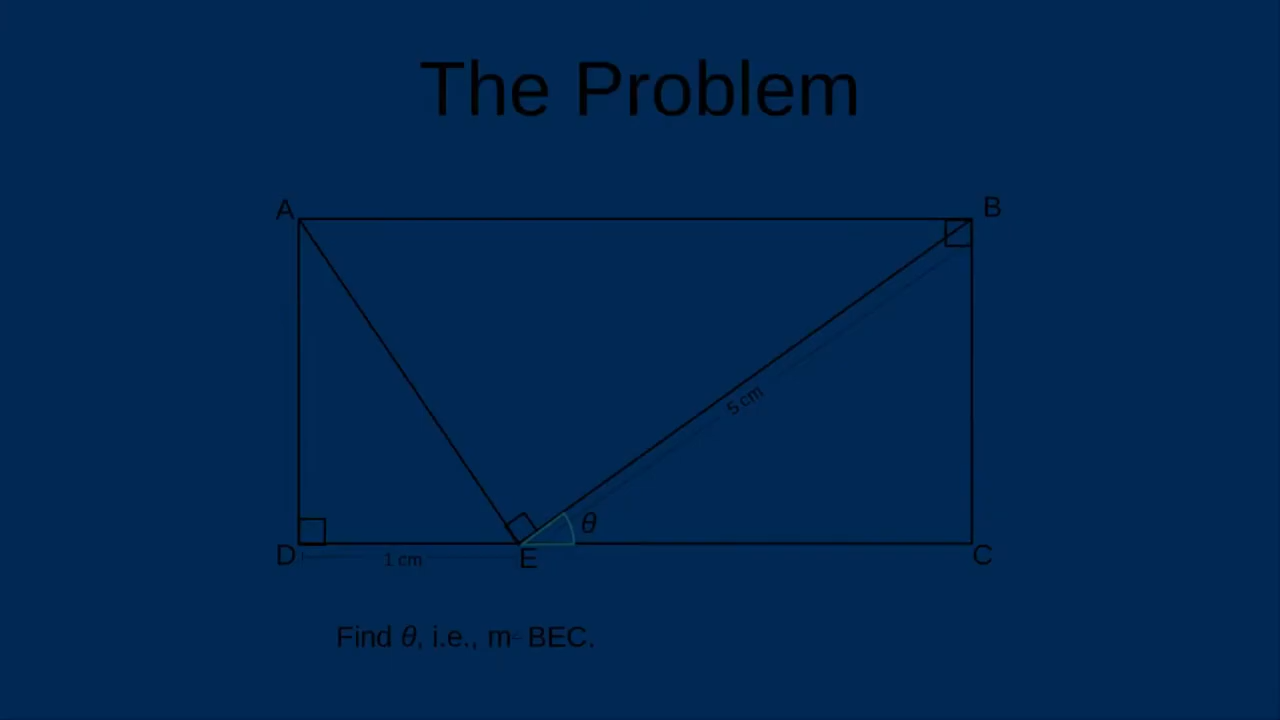 The Problem
A
B
5 cm
θ
D
1 cm
E
C
Find θ, i.e., m∠BEC.